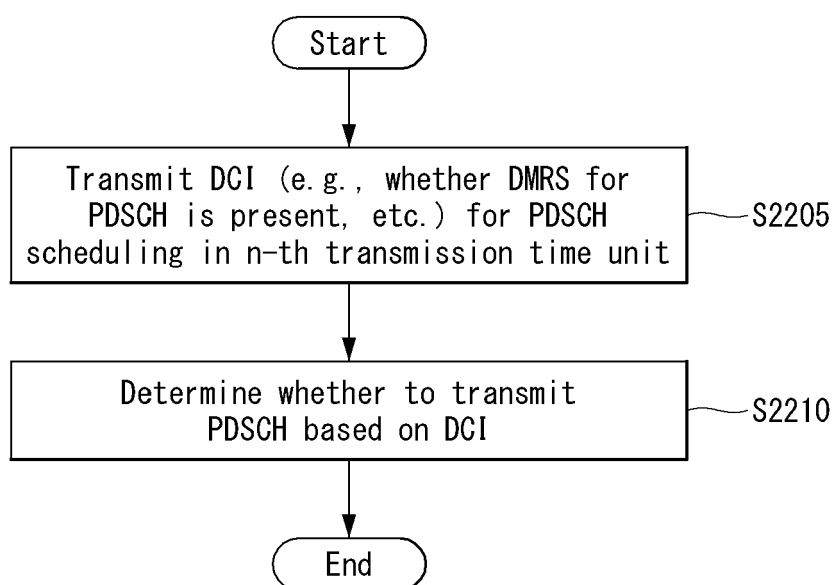 Start
Transmit DCI (e.g., whether DMRS for
PDSCH is present, etc.) for PDSCH
scheduling in n-th transmission time unit
S2205
Determine whether to transmit
PDSCH based on DCI
S2210
End